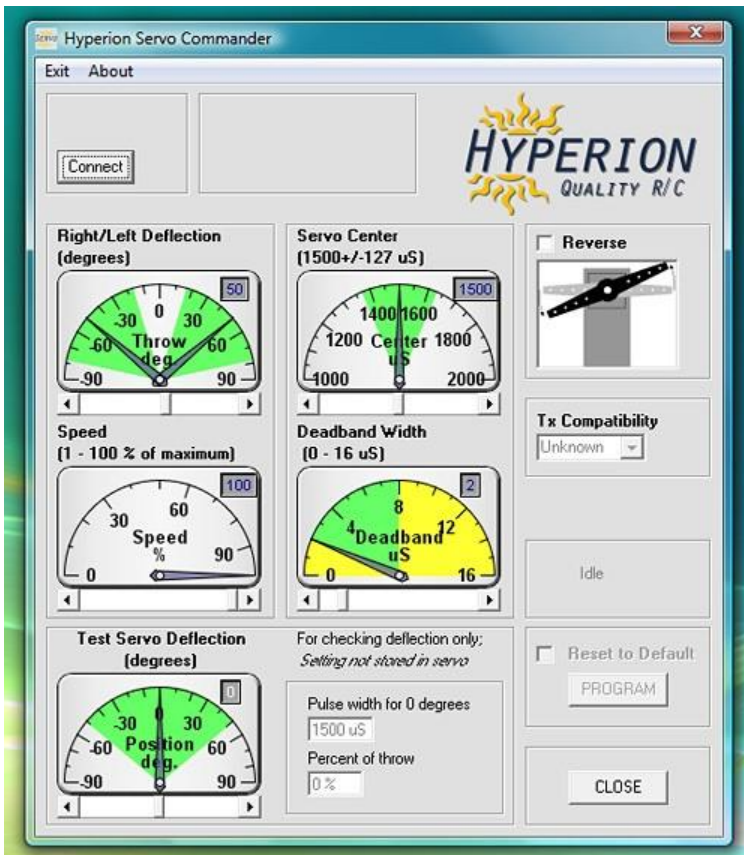 Servo Hyperion Servo Commander
Exit About
Connect
HYPERION
QUALITY R/C
Right/Left Deflection
(degrees)
50
-90 -60 -30 0 30 60 90
Throw
deg.
Servo Center
(1500+/-127 uS)
1500
1000 1200 1400 1600 1800 2000
Center
uS
Reverse
Speed
(1 - 100 % of maximum)
100
0 30 60 90
Speed
%
Deadband Width
(0 - 16 uS)
2
0 4 8 12 16
Deadband
uS
Tx Compatibility
Unknown
Idle
Test Servo Deflection
(degrees)
0
-90 -60 -30 0 30 60 90
Position
deg.
For checking deflection only;
Setting not stored in servo
Pulse width for 0 degrees
1500 uS
Percent of throw
0 %
Reset to Default
PROGRAM
CLOSE